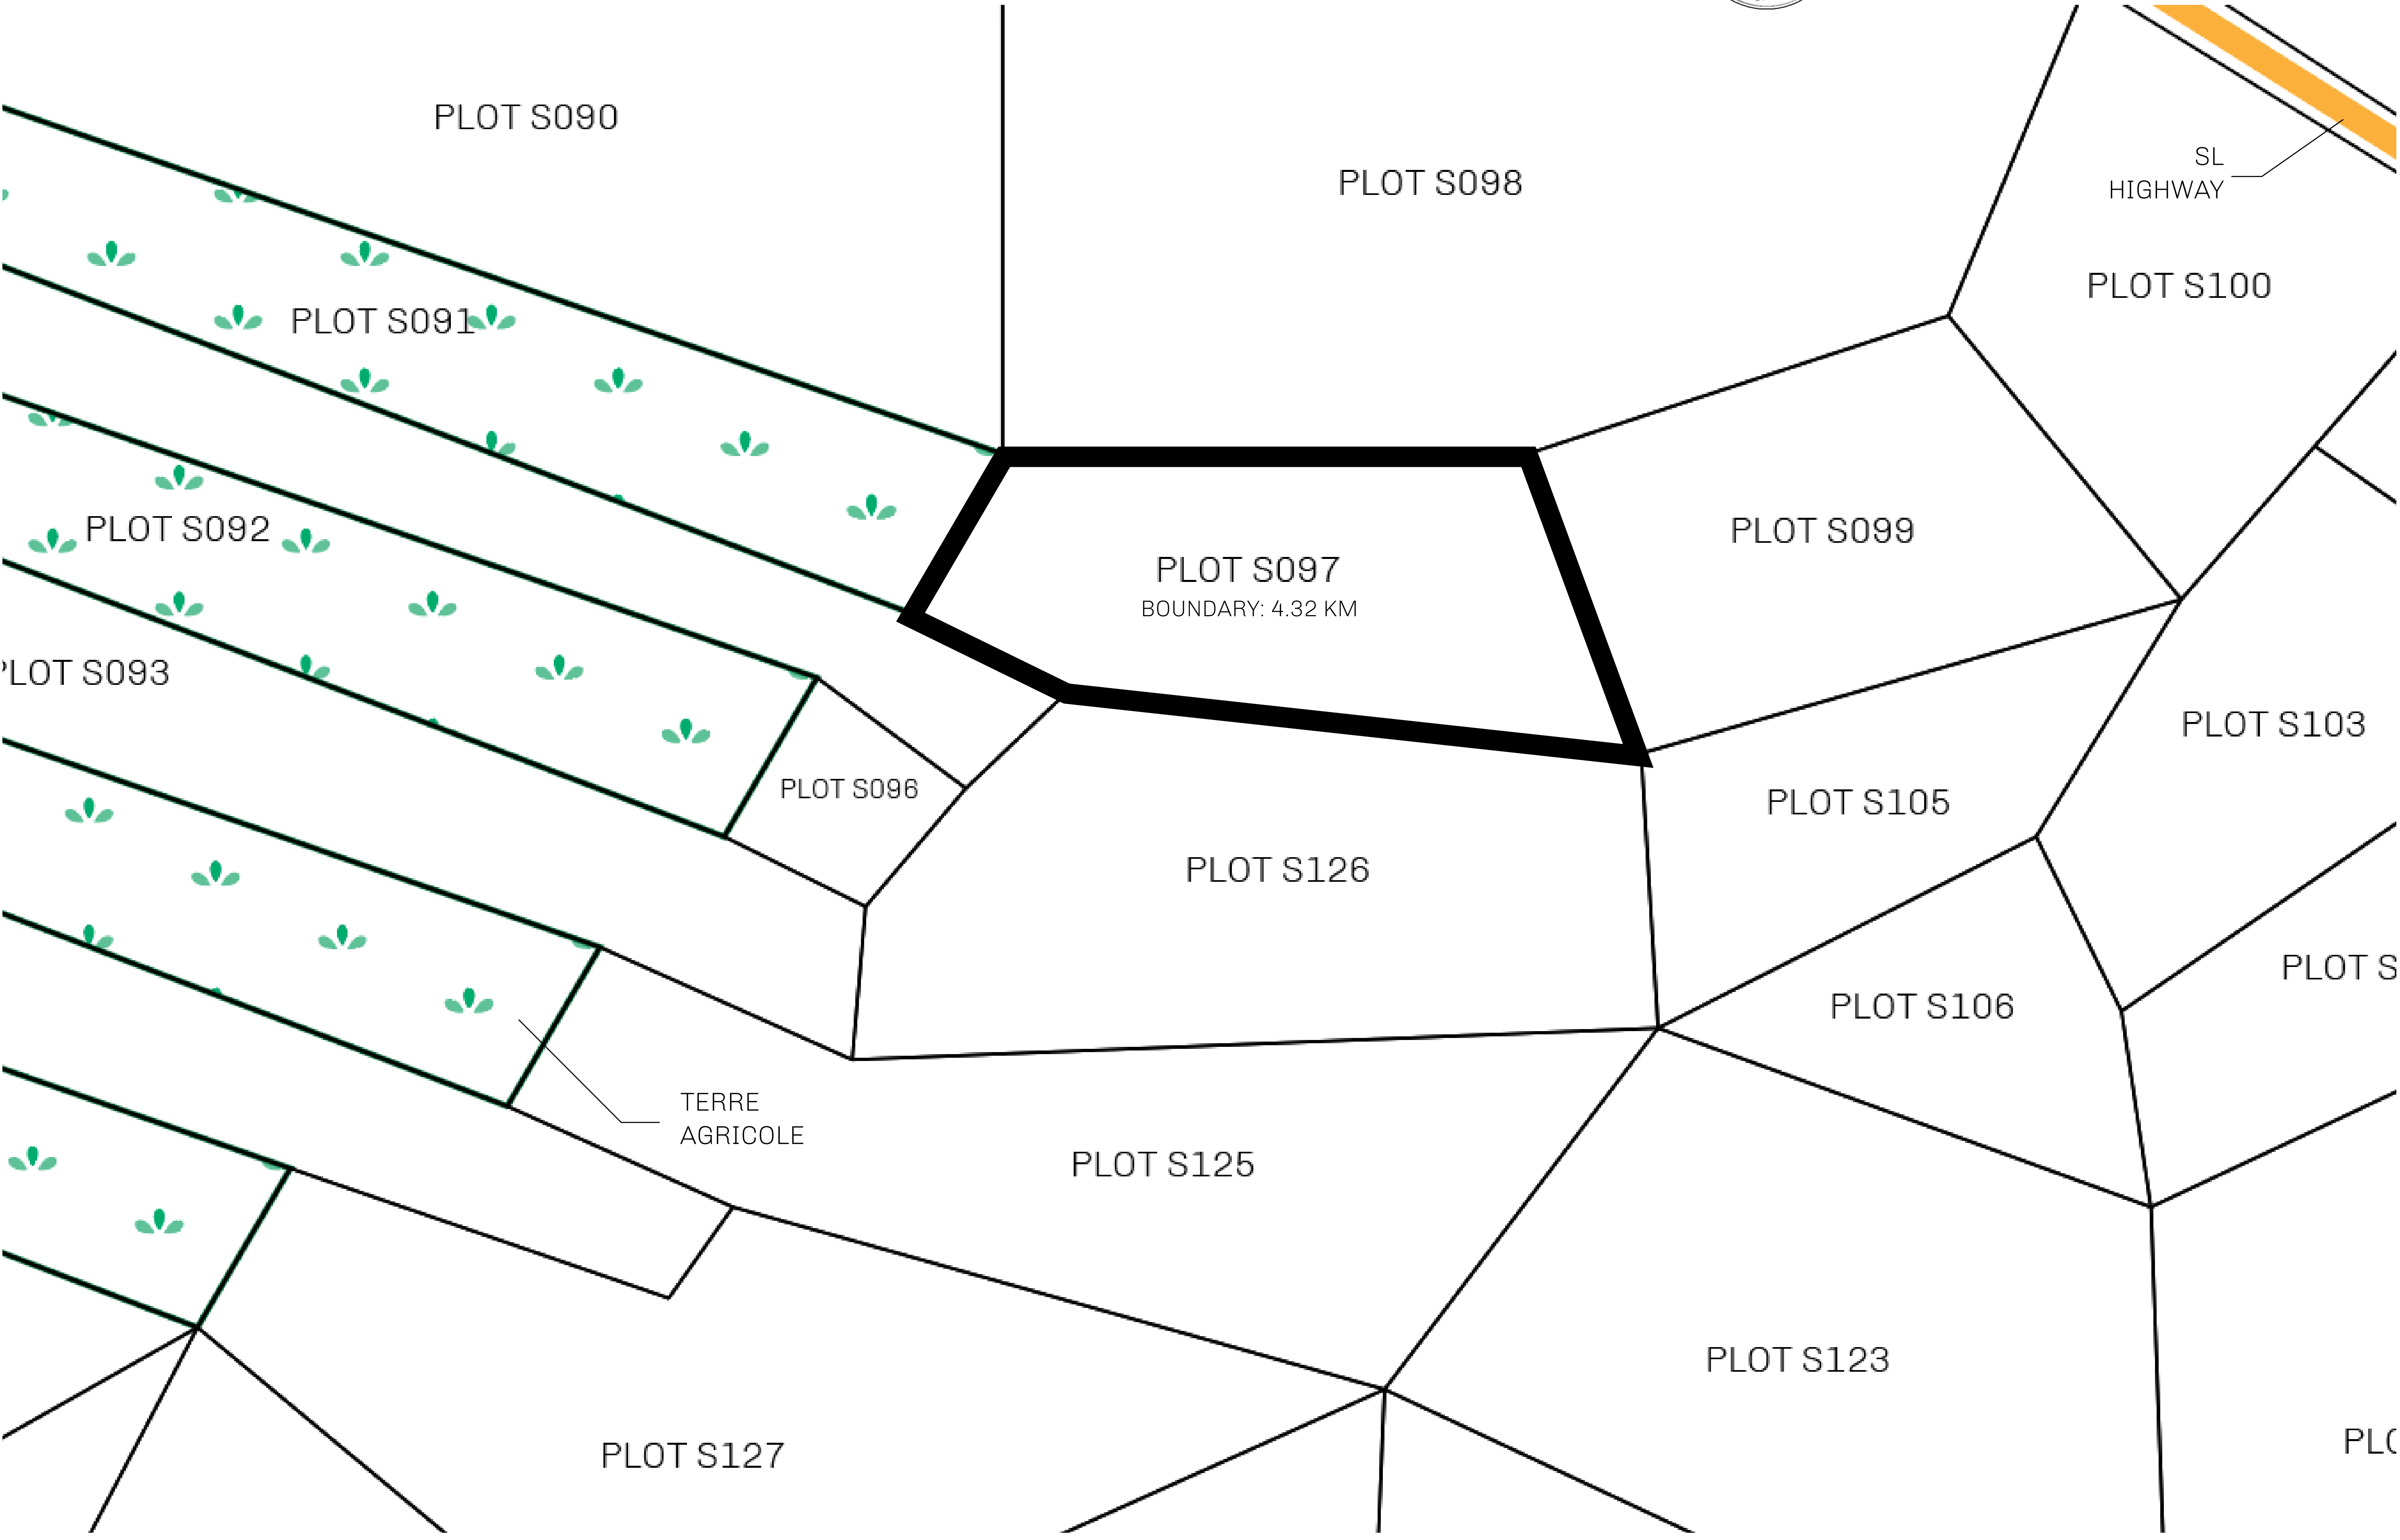 PLOT S090
PLOT S098
SL
HIGHWAY
PLOT S100
PLOT S091
PLOT S092
PLOT S099
PLOT S097
BOUNDARY: 4.32 KM
PLOT S093
PLOT S103
PLOT S096
PLOT S105
PLOT S126
PLOT S
PLOT S106
TERRE
AGRICOLE
PLOT S125
PLOT S123
PLOT S127